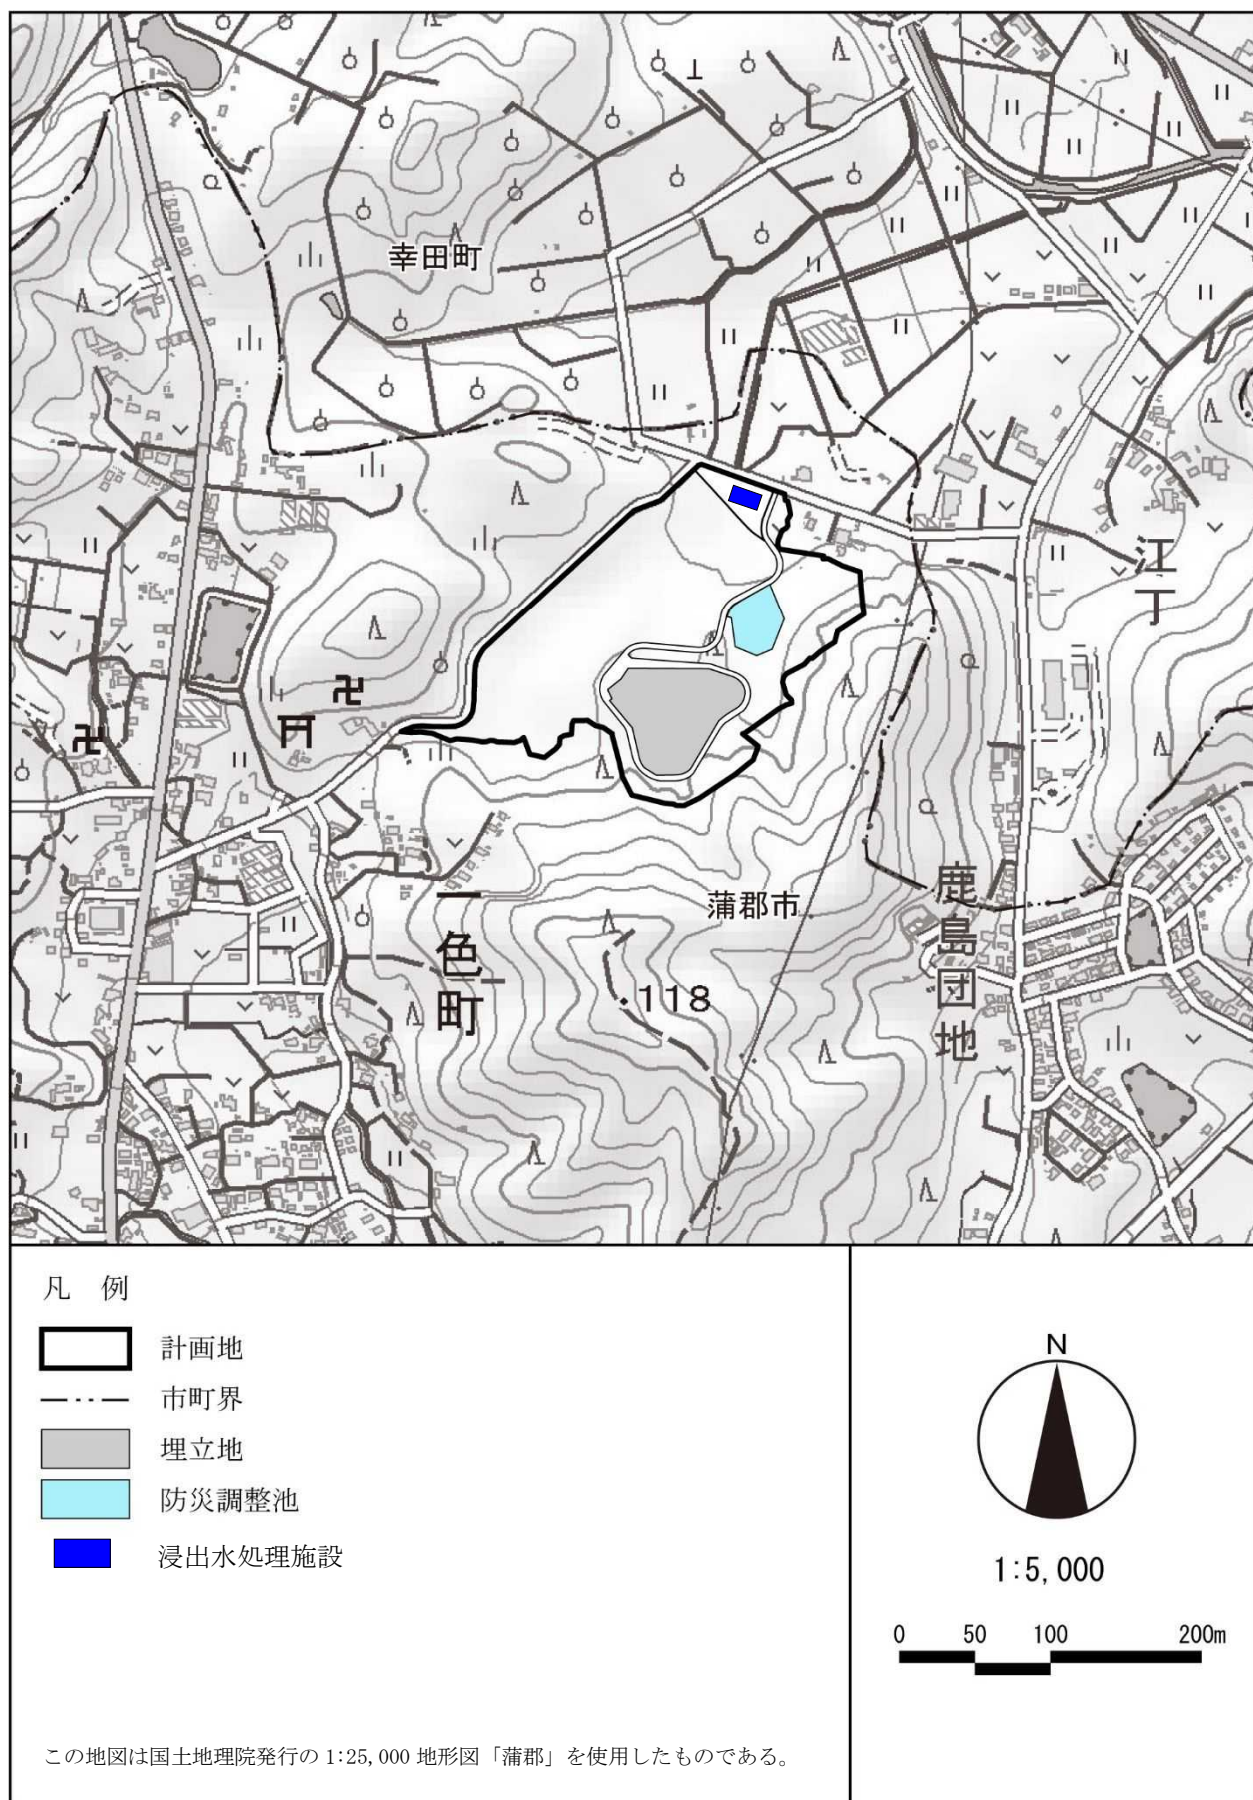 幸田町
江丁
蒲郡市
一色町
鹿島団地
118
凡 例
計画地
市町界
埋立地
防災調整池
浸出水処理施設
N
1:5,000
0 50 100 200m
この地図は国土地理院発行の 1:25,000 地形図「蒲郡」を使用したものである。